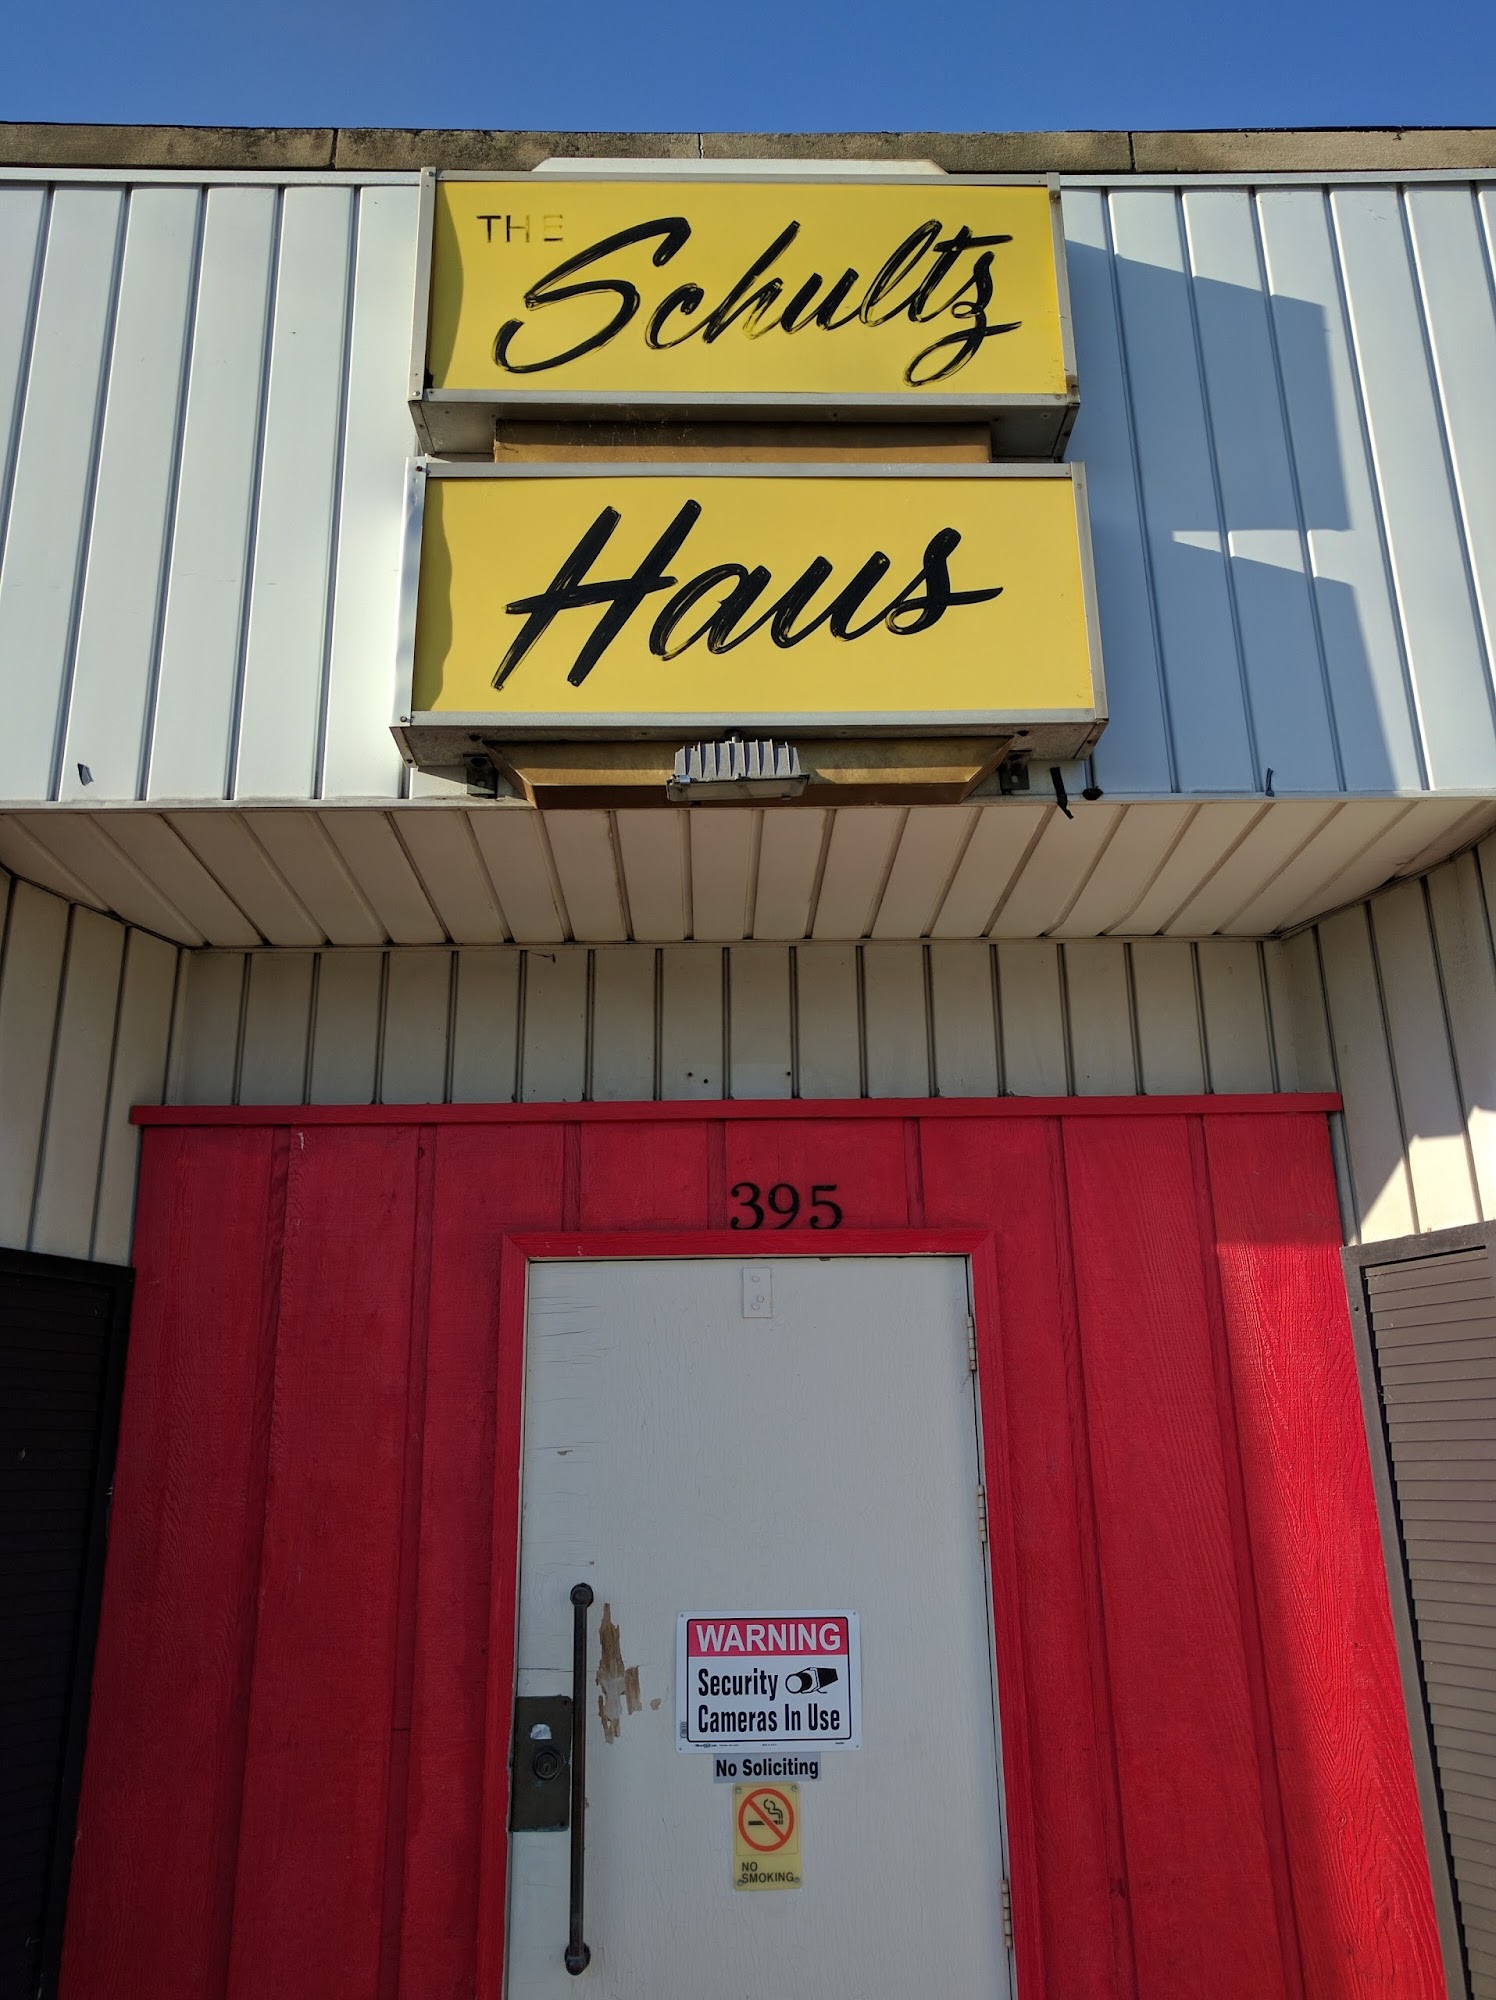 THE
Schultz
Haus
395
WARNING
Security
Cameras In Use
No Soliciting
NO
SMOKING